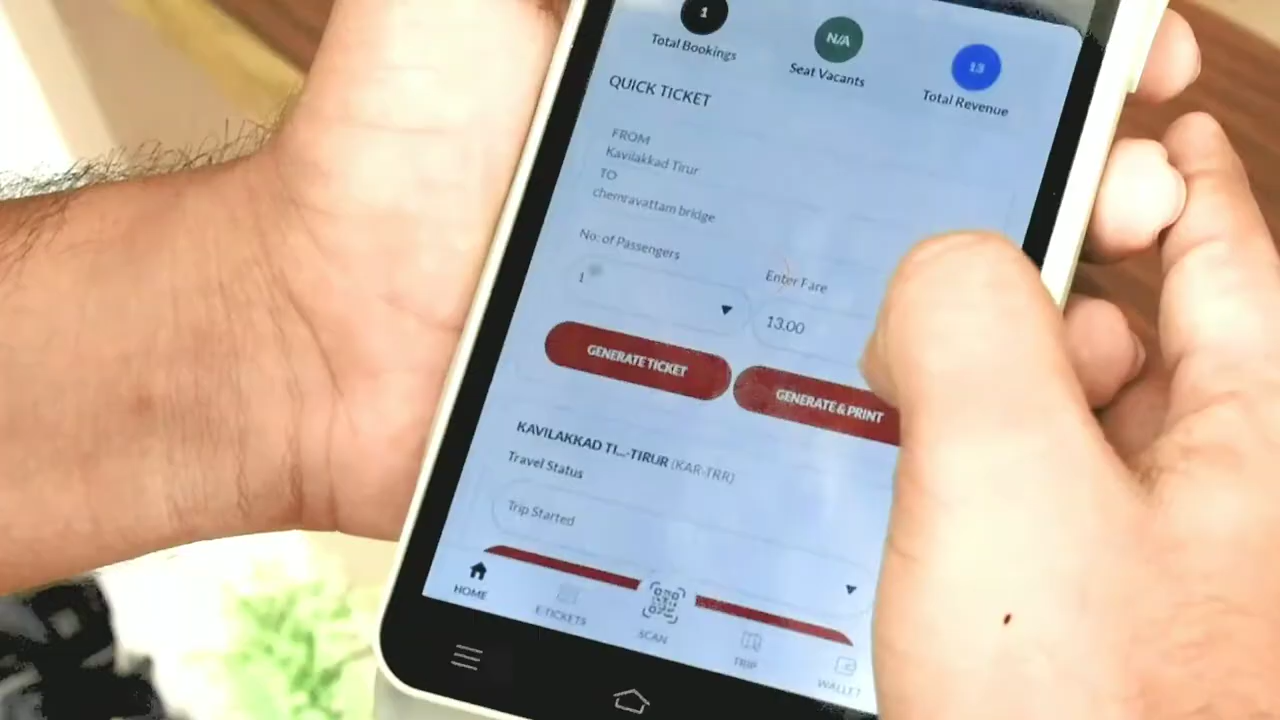 1
Total Bookings
N/A
Seat Vacants
13
Total Revenue
QUICK TICKET
FROM
Kavilakkad Tirur
TO
chemravattam bridge
No: of Passengers
1
Enter Fare
13.00
GENERATE TICKET
GENERATE & PRINT
KAVILAKKAD TI...-TIRUR (KAR-TRR)
Travel Status
Trip Started
HOME
E-TICKETS
SCAN
TRIP
WALLET